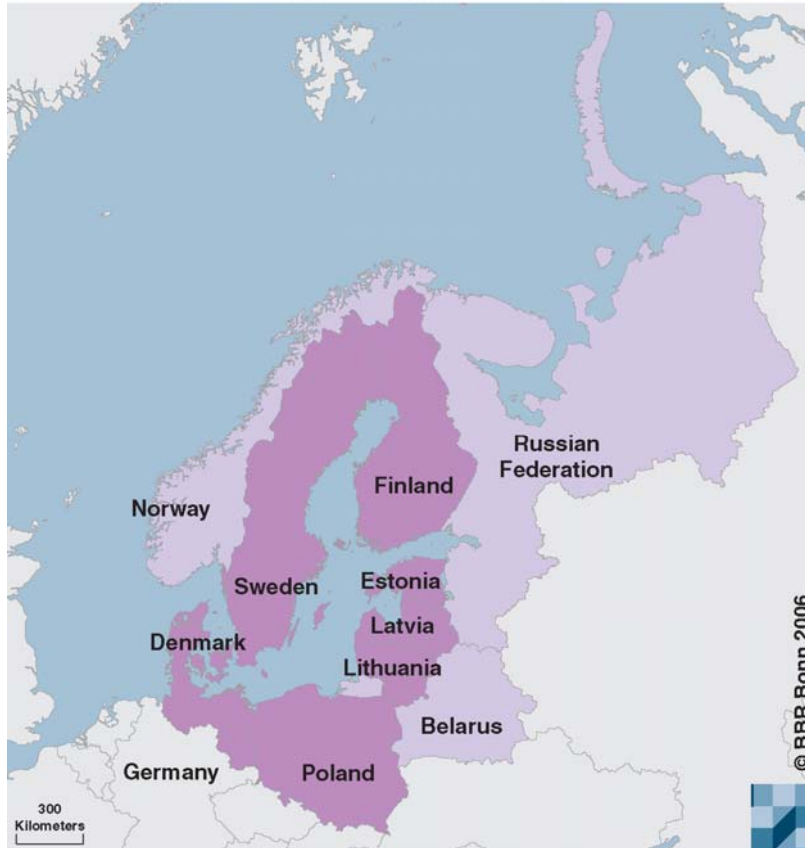 Russian
Federation
Finland
Norway
Estonia
Sweden
Latvia
Denmark
Lithuania
Belarus
Germany
Poland
300
Kilometers
© BBR Bonn 2006